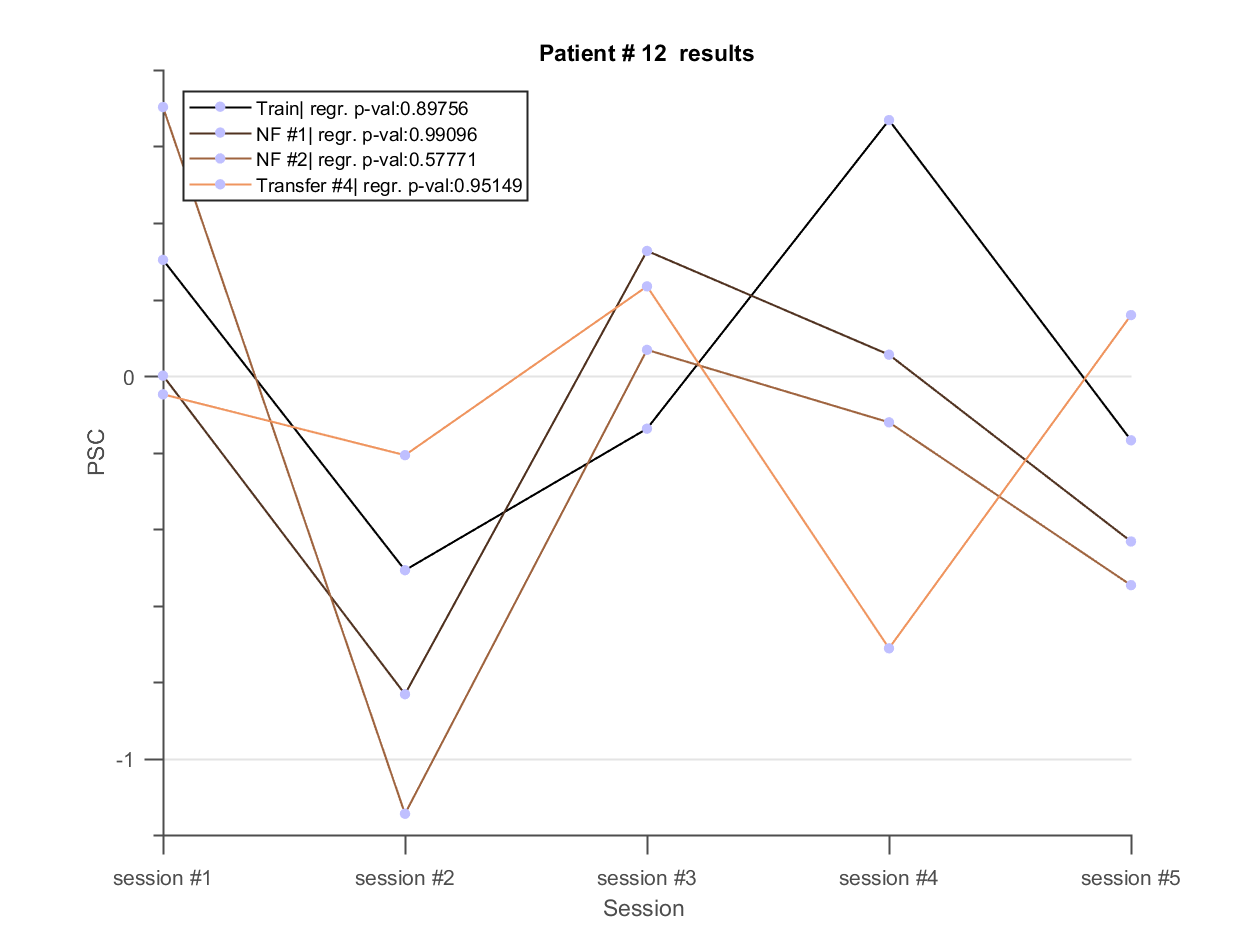 Patient # 12  results
Train| regr. p-val:0.89756
NF #1| regr. p-val:0.99096
NF #2| regr. p-val:0.57771
Transfer #4| regr. p-val:0.95149
0
PSC
-1
session #1
session #2
session #3
session #4
session #5
Session